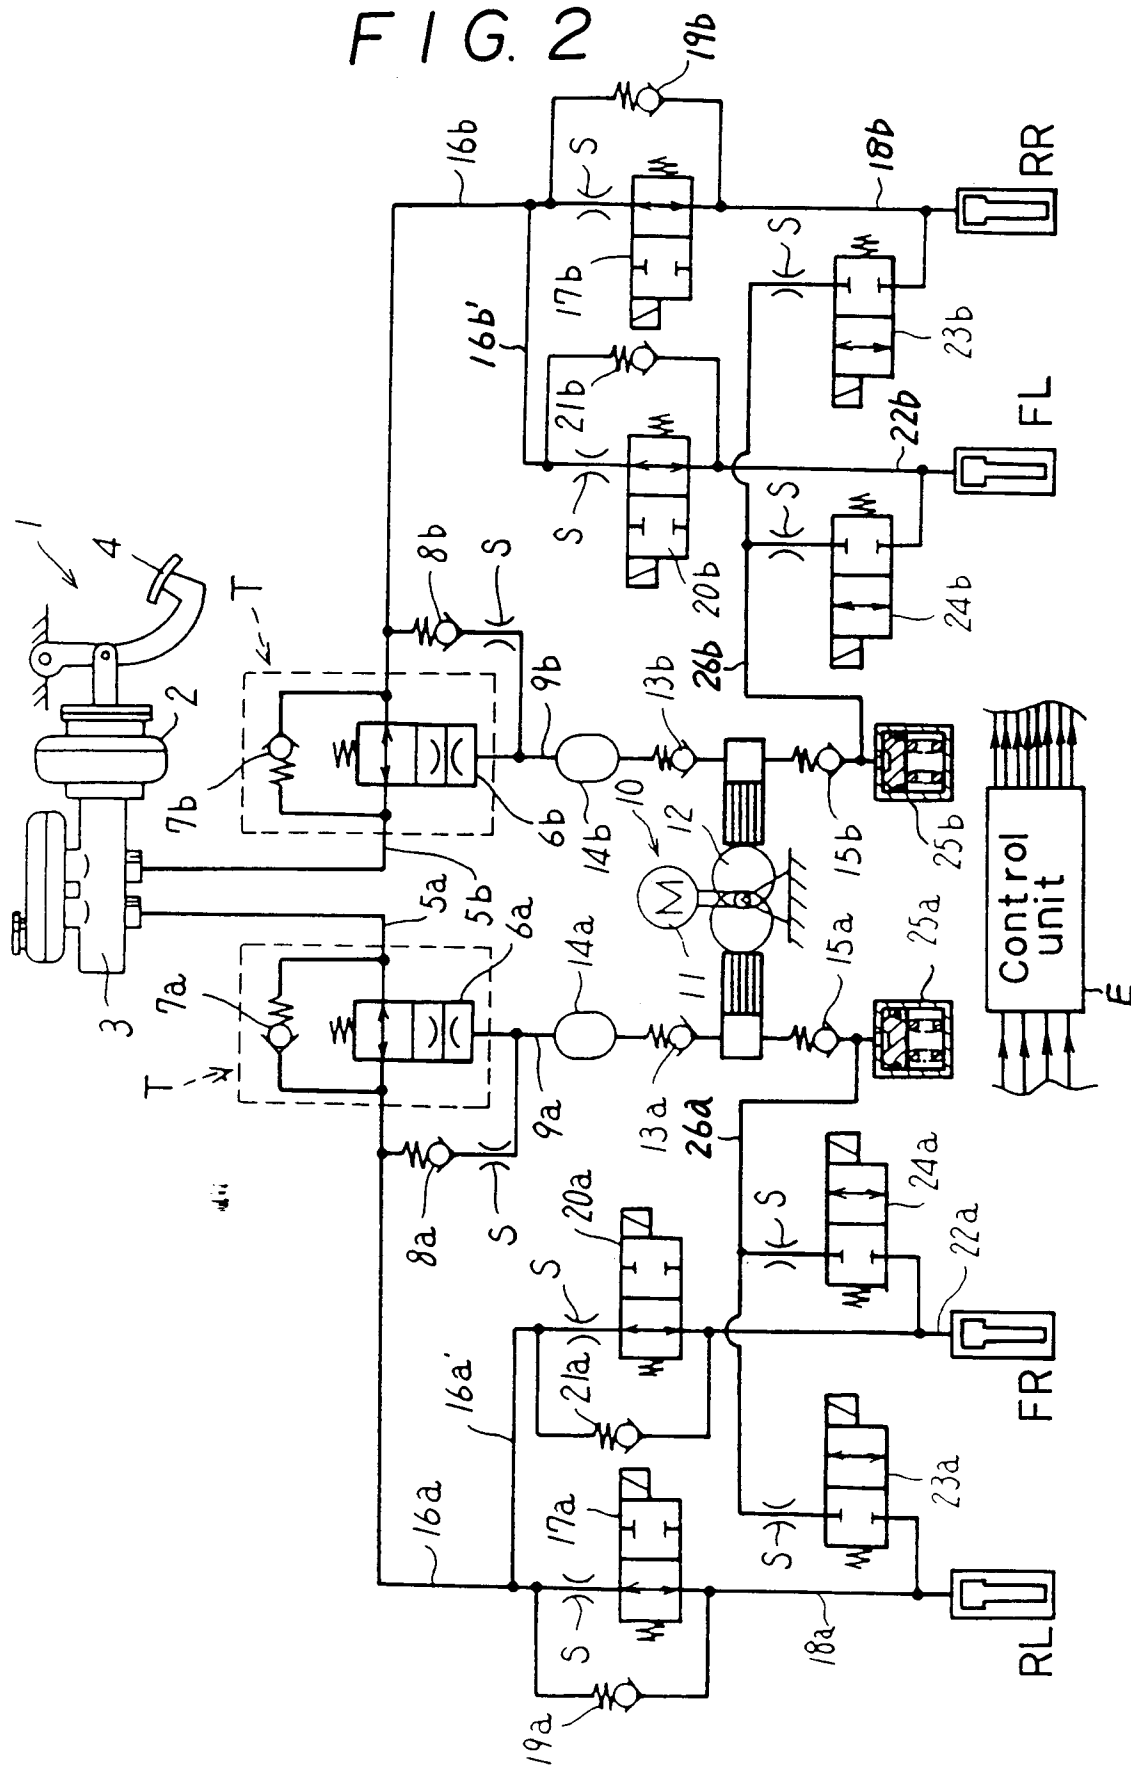 FIG. 2
19b
16b
S
18b
RR
S
17b
16b'
23b
21b
FL
22b
S
S
20b
24b
1
4
T
8b
S
2
26b
9b
13b
7b
6b
14b
10
12
15b
25b
5a
5b
6a
14a
11
15a
25a
Control
unit
E
3
7a
T
M
9a
13a
26a
8a
S
20a
24a
S
S
22a
16a'
21a
FR
16a
17a
23a
S
S
18a
RL
19a